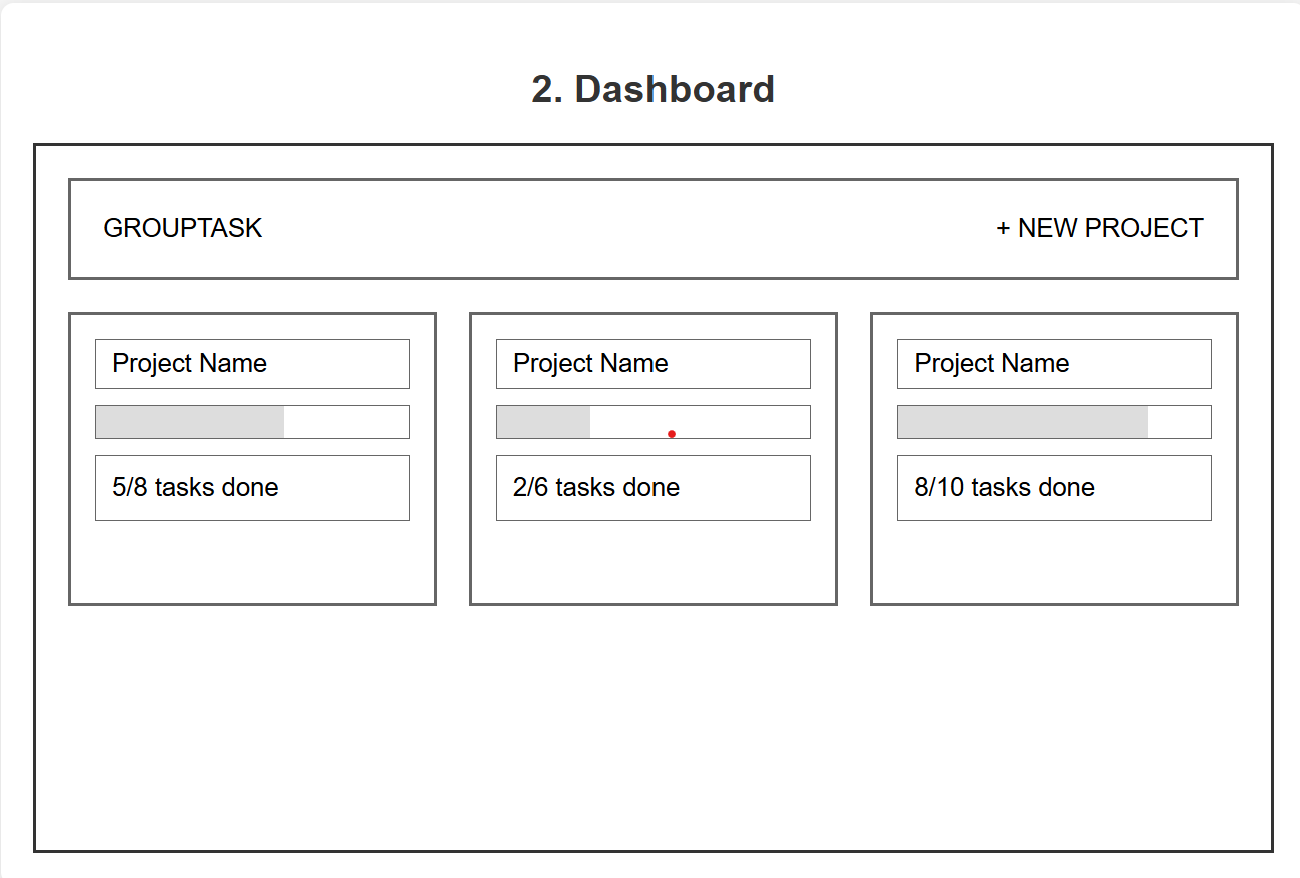 2. Dashboard
GROUPTASK
+ NEW PROJECT
Project Name
5/8 tasks done
Project Name
2/6 tasks done
Project Name
8/10 tasks done